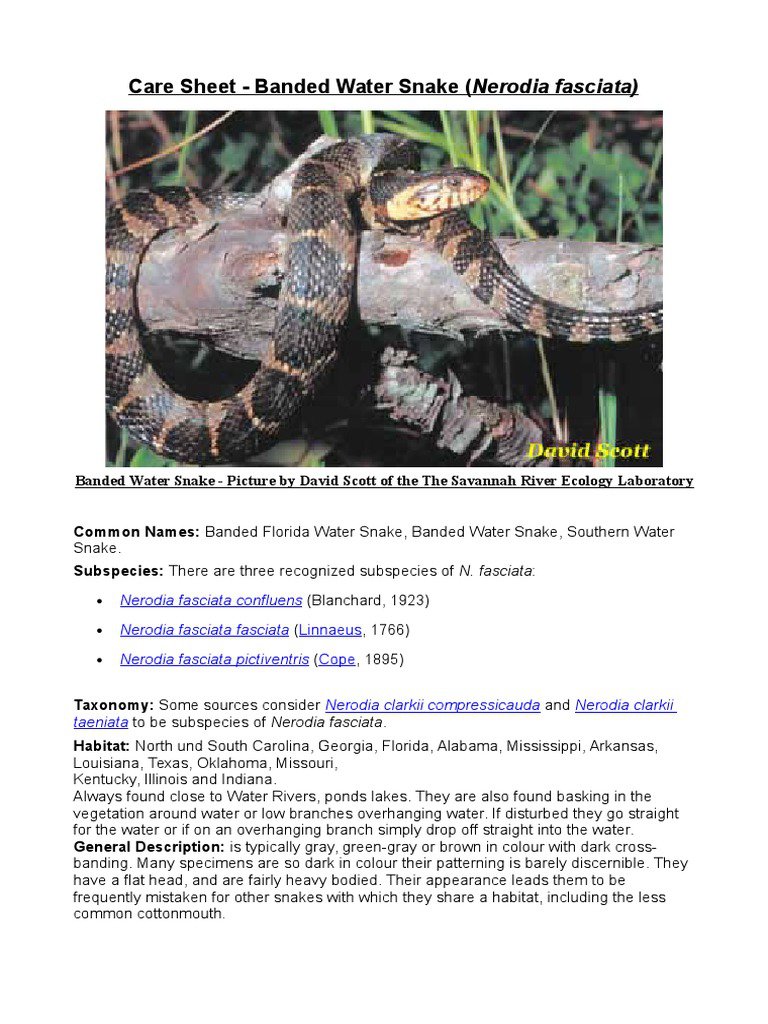 Care Sheet - Banded Water Snake (Nerodia fasciata)
David Scott
Banded Water Snake - Picture by David Scott of the The Savannah River Ecology Laboratory
Common Names: Banded Florida Water Snake, Banded Water Snake, Southern Water
Snake.
Subspecies: There are three recognized subspecies of N. fasciata:
• Nerodia fasciata confluens (Blanchard, 1923)
• Nerodia fasciata fasciata (Linnaeus, 1766)
• Nerodia fasciata pictiventris (Cope, 1895)
Taxonomy: Some sources consider Nerodia clarkii compressicauda and Nerodia clarkii
taeniata to be subspecies of Nerodia fasciata.
Habitat: North und South Carolina, Georgia, Florida, Alabama, Mississippi, Arkansas,
Louisiana, Texas, Oklahoma, Missouri,
Kentucky, Illinois and Indiana.
Always found close to Water Rivers, ponds lakes. They are also found basking in the
vegetation around water or low branches overhanging water. If disturbed they go straight
for the water or if on an overhanging branch simply drop off straight into the water.
General Description: is typically gray, green-gray or brown in colour with dark cross-
banding. Many specimens are so dark in colour their patterning is barely discernible. They
have a flat head, and are fairly heavy bodied. Their appearance leads them to be
frequently mistaken for other snakes with which they share a habitat, including the less
common cottonmouth.